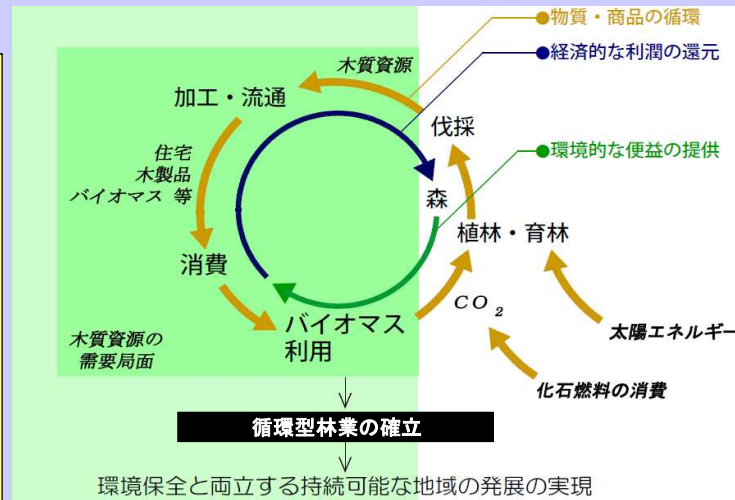 ●物質・商品の循環
●経済的な利潤の還元
木質資源
加工・流通
伐採
●環境的な便益の提供
住宅
木製品
バイオマス 等
森
植林・育林
消費
CO₂
バイオマス
利用
太陽エネルギー
木質資源の
需要局面
化石燃料の消費
循環型林業の確立
環境保全と両立する持続可能な地域の発展の実現